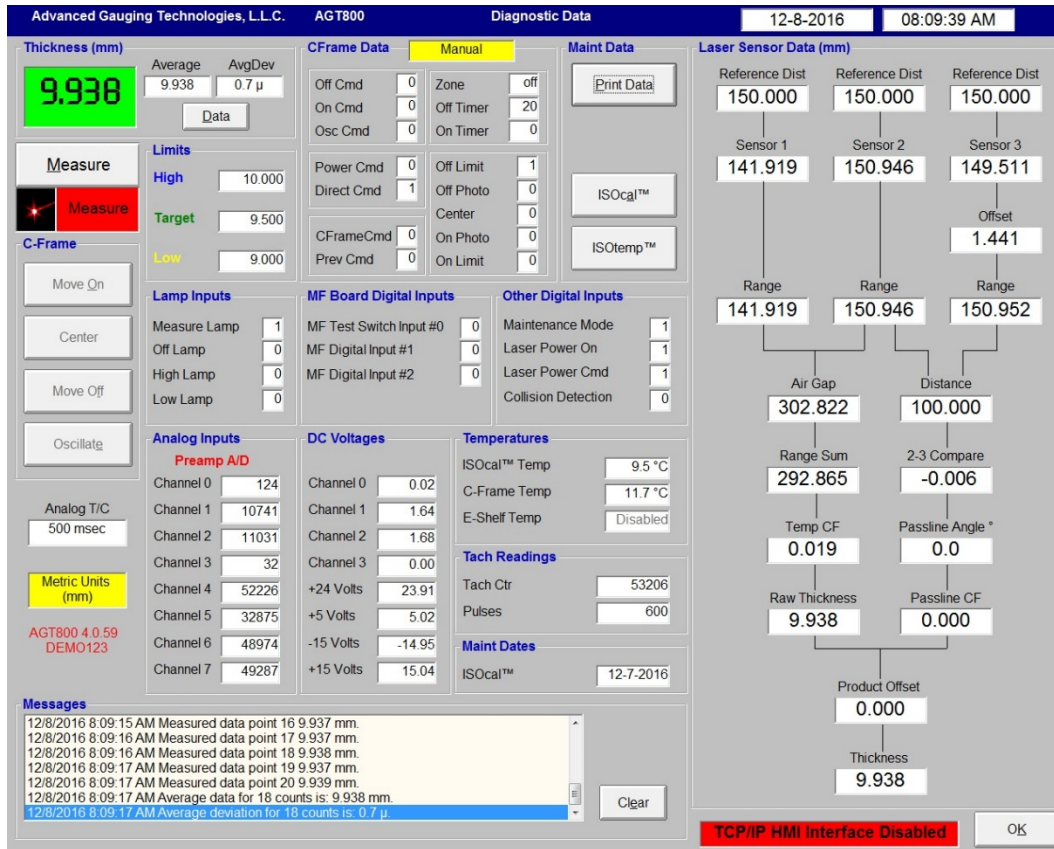 Advanced Gauging Technologies, L.L.C. AGT800 Diagnostic Data 12-8-2016 08:09:39 AM
Thickness (mm)
9.938
Average AvgDev
9.938 0.7 µ
Data
Measure
Measure
Limits
High 10.000
Target 9.500
Low 9.000
C-Frame
Move On
Center
Move Off
Oscillate
Analog T/C
500 msec
Metric Units
(mm)
AGT800 4.0.59
DEMO123
CFrame Data Manual
Off Cmd 0
On Cmd 0
Osc Cmd 0
Zone off
Off Timer 20
On Timer 0
Power Cmd 0
Direct Cmd 1
CFrameCmd 0
Prev Cmd 0
Off Limit 1
Off Photo 0
Center 0
On Photo 0
On Limit 0
Maint Data
Print Data
ISOcal™
ISOtemp™
Lamp Inputs
Measure Lamp 1
Off Lamp 0
High Lamp 0
Low Lamp 0
MF Board Digital Inputs
MF Test Switch Input #0 0
MF Digital Input #1 0
MF Digital Input #2 0
Other Digital Inputs
Maintenance Mode 1
Laser Power On 1
Laser Power Cmd 1
Collision Detection 0
Analog Inputs
Preamp A/D
Channel 0 124
Channel 1 10741
Channel 2 11031
Channel 3 32
Channel 4 52226
Channel 5 32875
Channel 6 48974
Channel 7 49287
DC Voltages
Channel 0 0.02
Channel 1 1.64
Channel 2 1.68
Channel 3 0.00
+24 Volts 23.91
+5 Volts 5.02
-15 Volts -14.95
+15 Volts 15.04
Temperatures
ISOcal™ Temp 9.5 °C
C-Frame Temp 11.7 °C
E-Shelf Temp Disabled
Tach Readings
Tach Ctr 53206
Pulses 600
Maint Dates
ISOcal™ 12-7-2016
Messages
12/8/2016 8:09:15 AM Measured data point 16 9.937 mm.
12/8/2016 8:09:16 AM Measured data point 17 9.937 mm.
12/8/2016 8:09:16 AM Measured data point 18 9.938 mm.
12/8/2016 8:09:17 AM Measured data point 19 9.937 mm.
12/8/2016 8:09:17 AM Measured data point 20 9.939 mm.
12/8/2016 8:09:17 AM Average data for 18 counts is: 9.938 mm.
12/8/2016 8:09:17 AM Average deviation for 18 counts is: 0.7 µ.
Clear
Laser Sensor Data (mm)
Reference Dist Reference Dist Reference Dist
150.000 150.000 150.000
Sensor 1 Sensor 2 Sensor 3
141.919 150.946 149.511
Offset
1.441
Range Range Range
141.919 150.946 150.952
Air Gap Distance
302.822 100.000
Range Sum 2-3 Compare
292.865 -0.006
Temp CF Passline Angle °
0.019 0.0
Raw Thickness Passline CF
9.938 0.000
Product Offset
0.000
Thickness
9.938
TCP/IP HMI Interface Disabled
OK